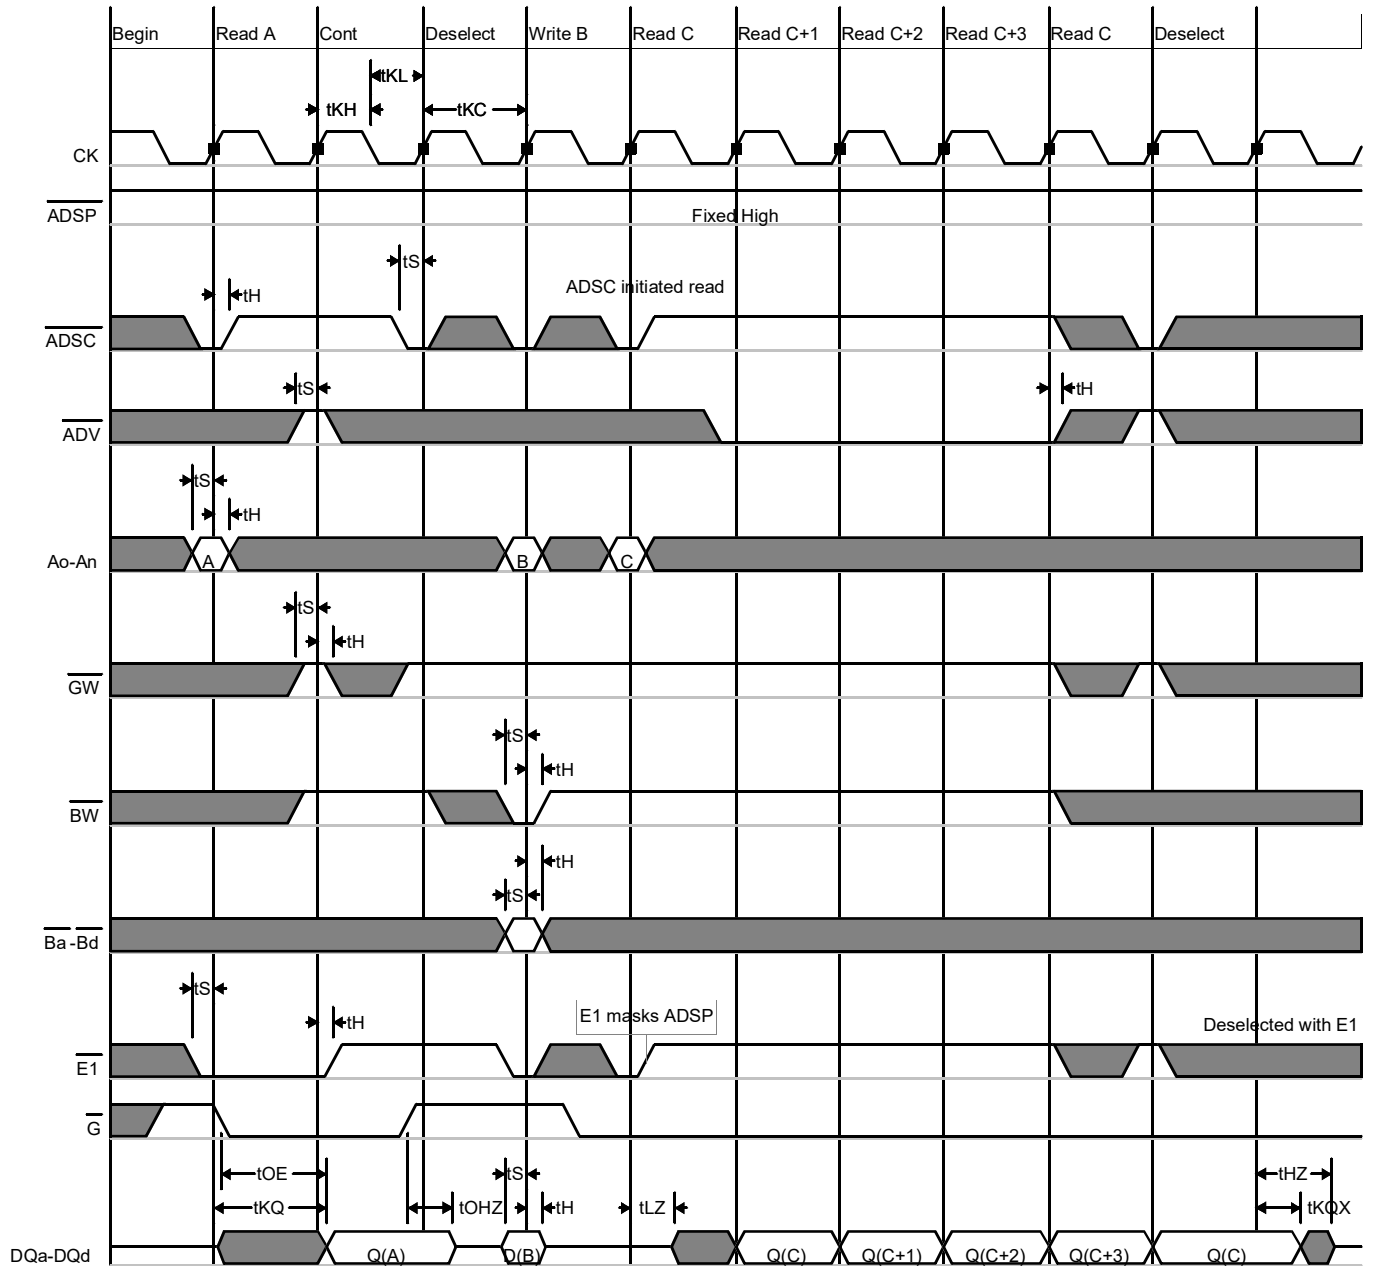 Begin Read A Cont Deselect Write B Read C Read C+1 Read C+2 Read C+3 Read C Deselect
tKL
tKH tKC
CK
ADSP Fixed High
tS
ADSC initiated read
tH
ADSC
tS tH
ADV
tS
tH
Ao-An A B C
tS
tH
GW
tS
tH
BW
tH
tS
Ba-Bd
tS
E1 masks ADSP
tH Deselected with E1
E1
G
tOE tS tHZ
tKQ tOHZ tH tLZ tKQX
DQa-DQd Q(A) D(B) Q(C) Q(C+1) Q(C+2) Q(C+3) Q(C)